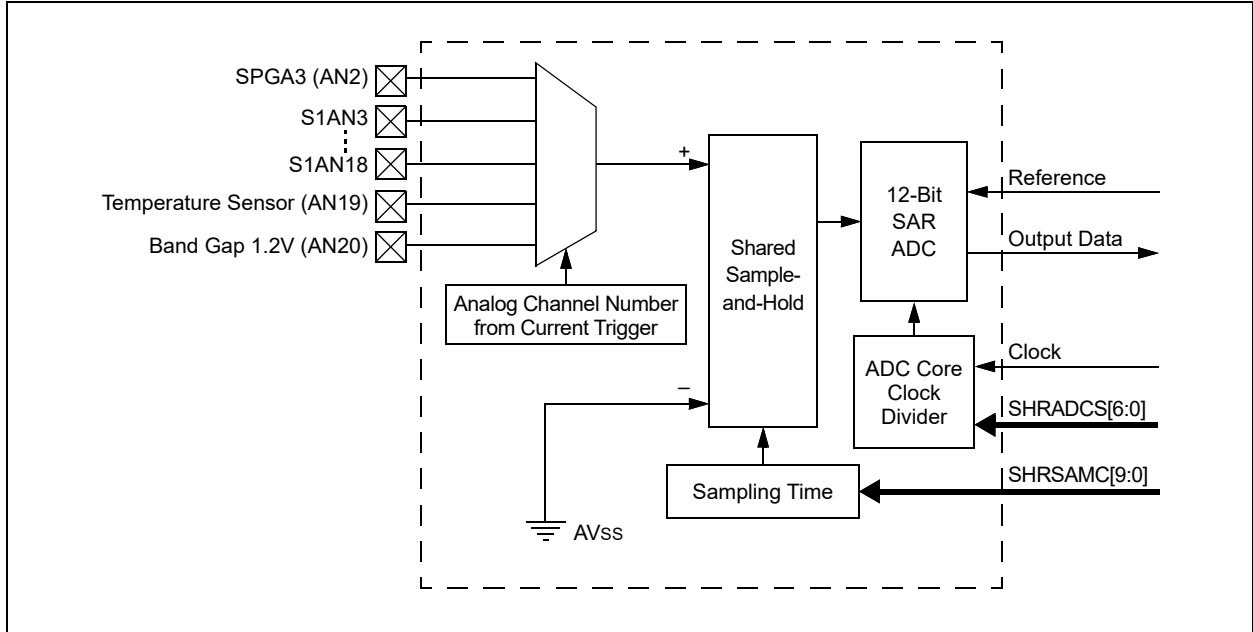 SPGA3 (AN2)
S1AN3
S1AN18
Temperature Sensor (AN19)
Band Gap 1.2V (AN20)
Analog Channel Number
from Current Trigger
+
–
AVSS
Shared
Sample-
and-Hold
Sampling Time
12-Bit
SAR
ADC
ADC Core
Clock
Divider
Reference
Output Data
Clock
SHRADCS[6:0]
SHRSAMC[9:0]